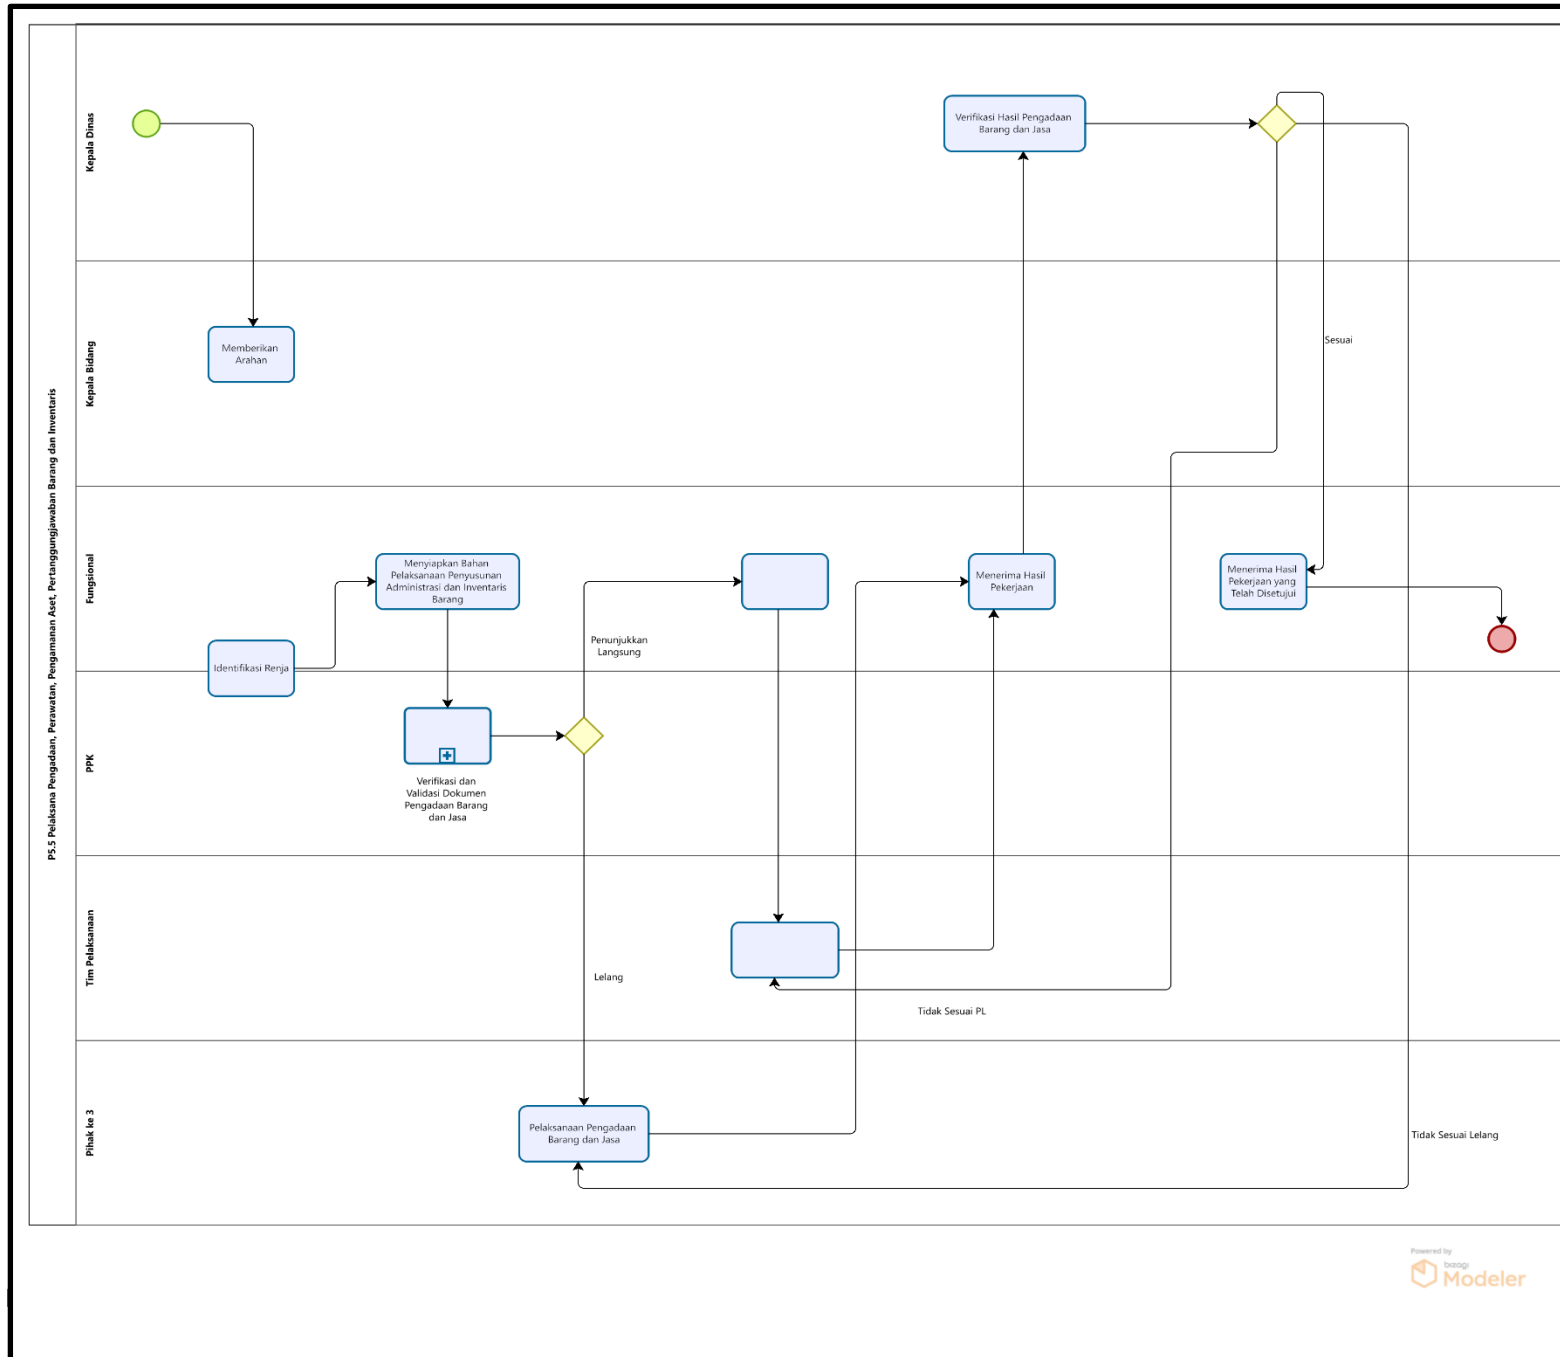 P5.5 Pelaksana Pengadaan, Perawatan, Pengamanan Aset, Pertanggungjawaban Barang dan Inventaris
Kepala Dinas
Verifikasi Hasil Pengadaan
Barang dan Jasa
Kepala Bidang
Memberikan
Arahan
Sesuai
Fungsional
Menyiapkan Bahan
Pelaksanaan Penyusunan
Administrasi dan Inventaris
Barang
Menerima Hasil
Pekerjaan
Menerima Hasil
Pekerjaan yang
Telah Disetujui
Penunjukkan
Langsung
Identifikasi Renja
PPK
Verifikasi dan
Validasi Dokumen
Pengadaan Barang
dan Jasa
Tim Pelaksanaan
Lelang
Tidak Sesuai PL
Pihak ke 3
Pelaksanaan Pengadaan
Barang dan Jasa
Tidak Sesuai Lelang
Powered by
bizagi
Modeler